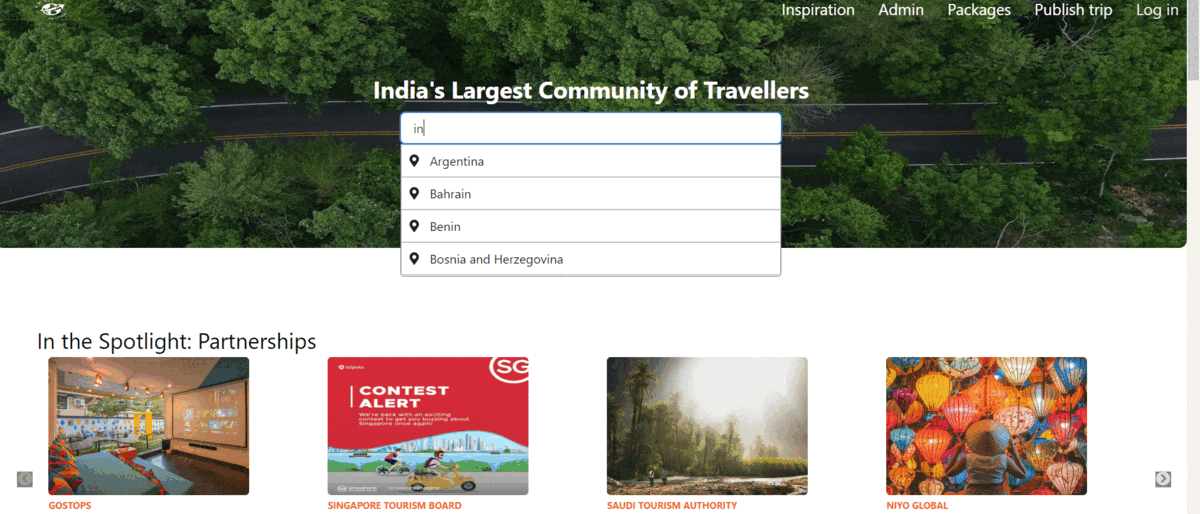 Inspiration Admin Packages Publish trip Log in
India's Largest Community of Travellers
in
Argentina
Bahrain
Benin
Bosnia and Herzegovina
In the Spotlight: Partnerships
SG
CONTEST
ALERT
We're back with an exciting
contest to get you buzzing about
Singapore once again!
GOSTOPS
SINGAPORE TOURISM BOARD
SAUDI TOURISM AUTHORITY
NIYO GLOBAL